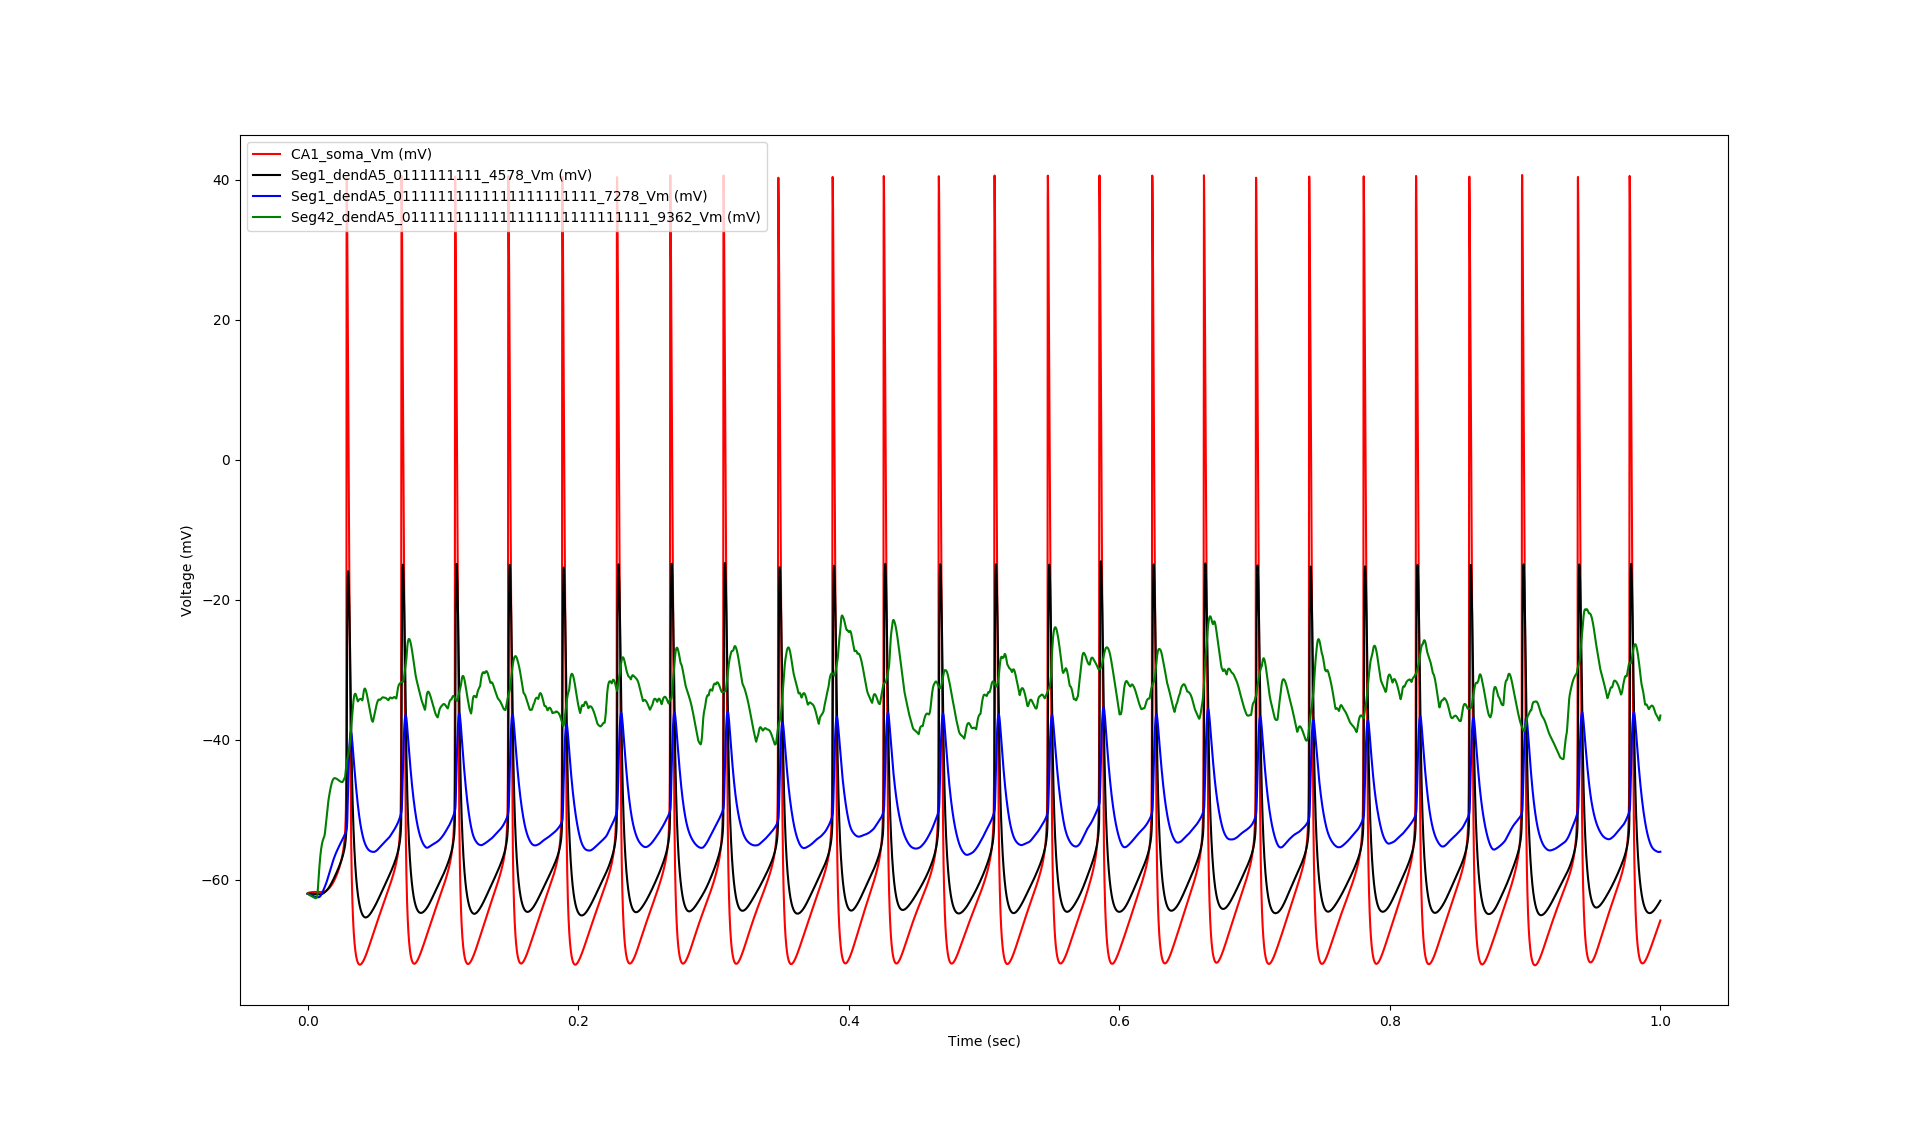 CA1_soma_Vm (mV)
Seg1_dendA5_0111111111_4578_Vm (mV)
Seg1_dendA5_01111111111111111111111_7278_Vm (mV)
Seg42_dendA5_0111111111111111111111111111_9362_Vm (mV)
40
20
0
−20
−40
−60
Voltage (mV)
0.0 0.2 0.4 0.6 0.8 1.0
Time (sec)